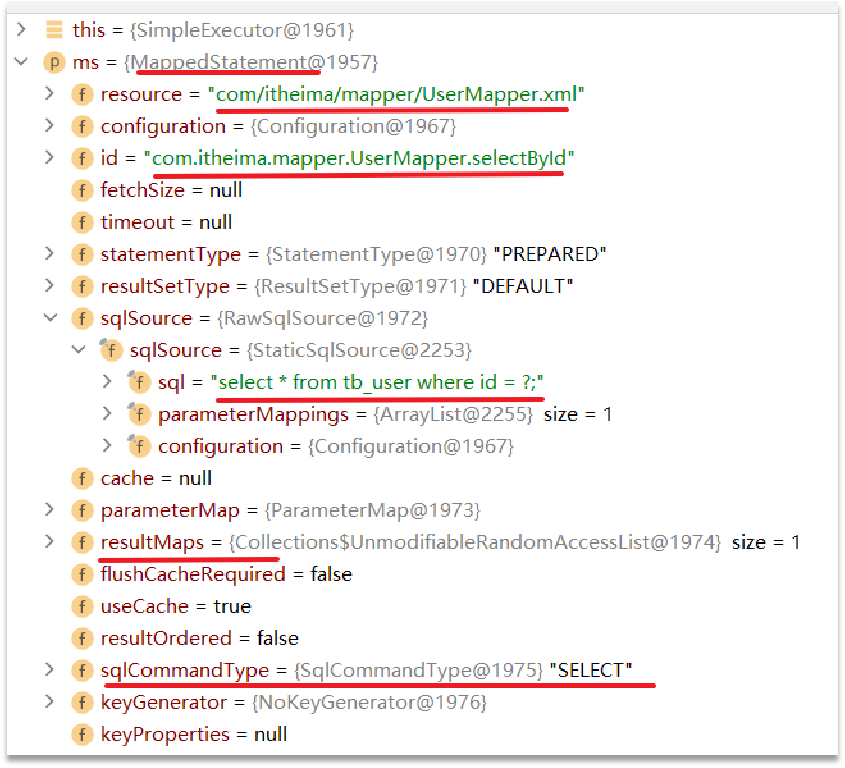 this = {SimpleExecutor@1961}
p ms = {MappedStatement@1957}
f resource = "com/itheima/mapper/UserMapper.xml"
f configuration = {Configuration@1967}
f id = "com.itheima.mapper.UserMapper.selectById"
f fetchSize = null
f timeout = null
f statementType = {StatementType@1970} "PREPARED"
f resultSetType = {ResultSetType@1971} "DEFAULT"
f sqlSource = {RawSqlSource@1972}
f sqlSource = {StaticSqlSource@2253}
f sql = "select * from tb_user where id = ?;"
f parameterMappings = {ArrayList@2255} size = 1
f configuration = {Configuration@1967}
f cache = null
f parameterMap = {ParameterMap@1973}
f resultMaps = {Collections$UnmodifiableRandomAccessList@1974} size = 1
f flushCacheRequired = false
f useCache = true
f resultOrdered = false
f sqlCommandType = {SqlCommandType@1975} "SELECT"
f keyGenerator = {NoKeyGenerator@1976}
f keyProperties = null